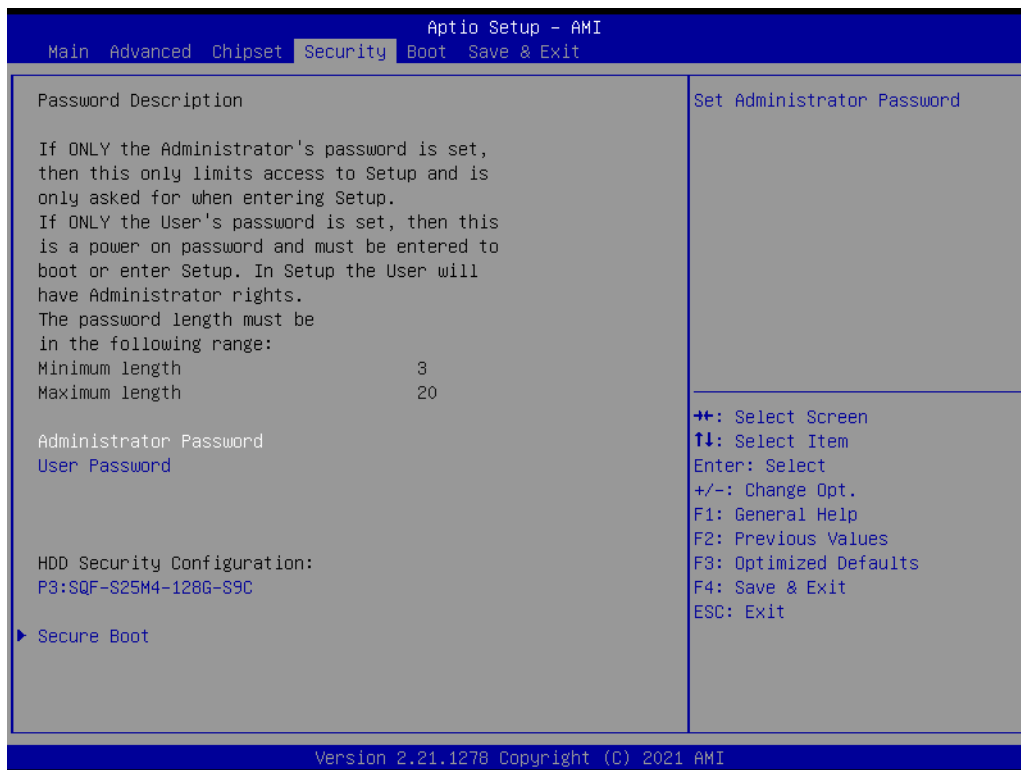 Aptio Setup – AMI
Main Advanced Chipset Security Boot Save & Exit
Password Description
If ONLY the Administrator's password is set,
then this only limits access to Setup and is
only asked for when entering Setup.
If ONLY the User's password is set, then this
is a power on password and must be entered to
boot or enter Setup. In Setup the User will
have Administrator rights.
The password length must be
in the following range:
Minimum length 3
Maximum length 20
Administrator Password
User Password
HDD Security Configuration:
P3:SQF-S25M4-128G-S9C
Secure Boot
Set Administrator Password
→←: Select Screen
↑↓: Select Item
Enter: Select
+/-: Change Opt.
F1: General Help
F2: Previous Values
F3: Optimized Defaults
F4: Save & Exit
ESC: Exit
Version 2.21.1278 Copyright (C) 2021 AMI